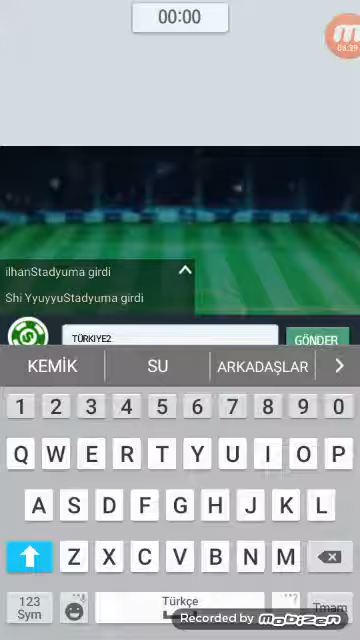 00:00
ilhanStadyuma girdi
Shi YyuyyuStadyuma girdi
TÜRKIYE2
GÖNDER
KEMİK SU ARKADAŞLAR
1 2 3 4 5 6 7 8 9 0
Q W E R T Y U I O P
A S D F G H J K L
Z X C V B N M
123 Türkçe Tamam
Sym
Recorded by mobizen